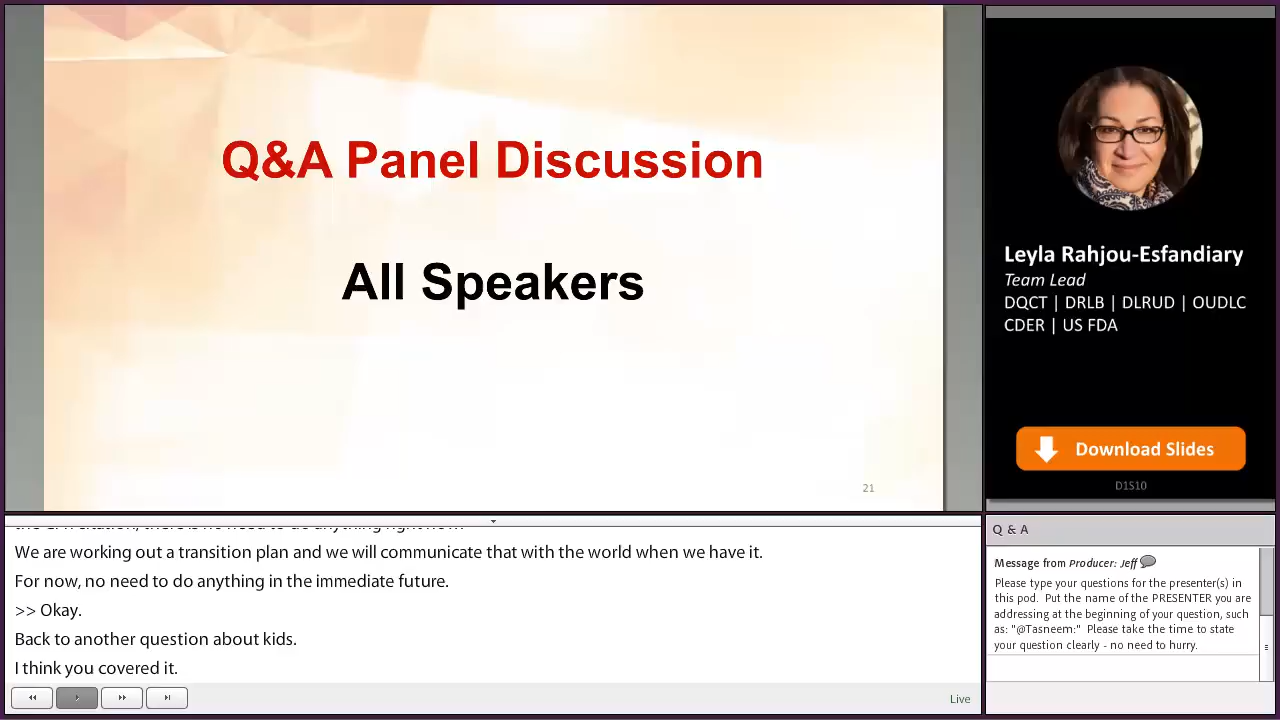 Q&A Panel Discussion
All Speakers
21
Leyla Rahjou-Esfandiary
Team Lead
DQCT | DRLB | DLRUD | OUDLC
CDER | US FDA
Download Slides
D1S10
We are working out a transition plan and we will communicate that with the world when we have it.
For now, no need to do anything in the immediate future.
>> Okay.
Back to another question about kids.
I think you covered it.
Live
Q & A
Message from Producer: Jeff
Please type your questions for the presenter(s) in
this pod. Put the name of the PRESENTER you are
addressing at the beginning of your question, such
as: "@Tasneem:" Please take the time to state
your question clearly - no need to hurry.